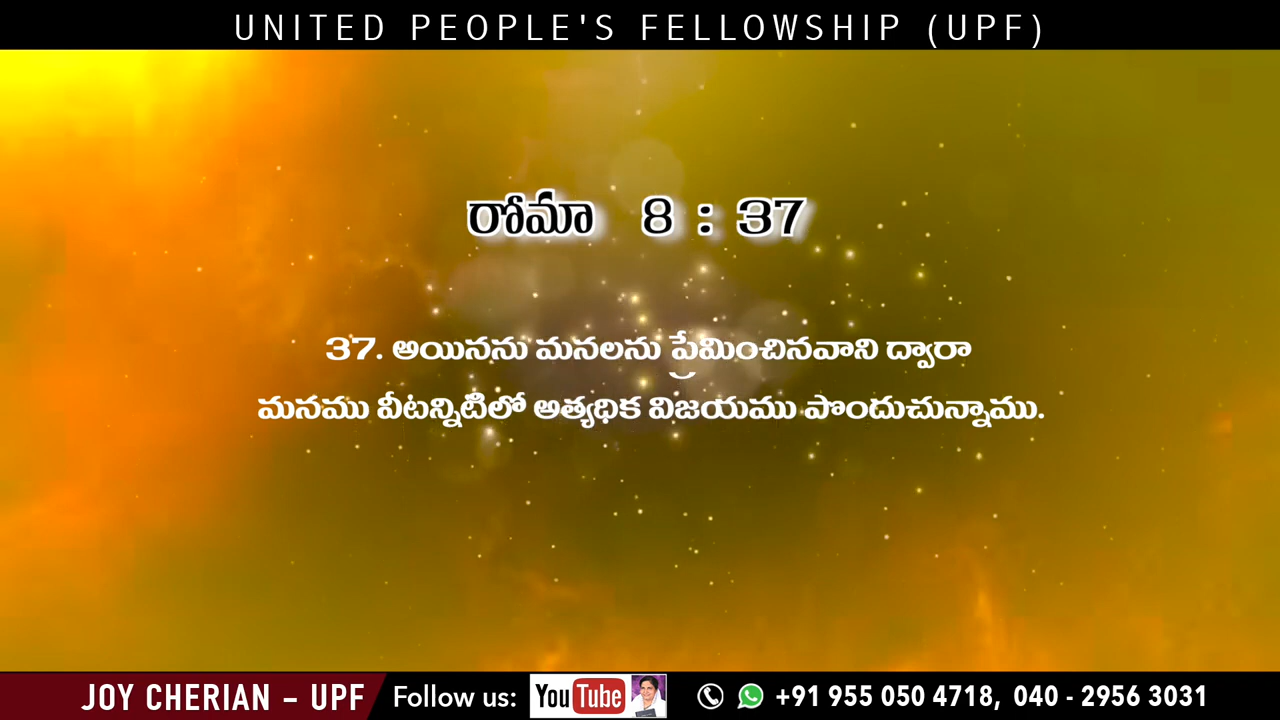 UNITED PEOPLE'S FELLOWSHIP (UPF)
రోమా 8 : 37
37. అయినను మనలను ప్రేమించినవాని ద్వారా
మనము వీటన్నిటిలో అత్యధిక విజయము పొందుచున్నాము.
JOY CHERIAN – UPF Follow us: YouTube +91 955 050 4718, 040 - 2956 3031